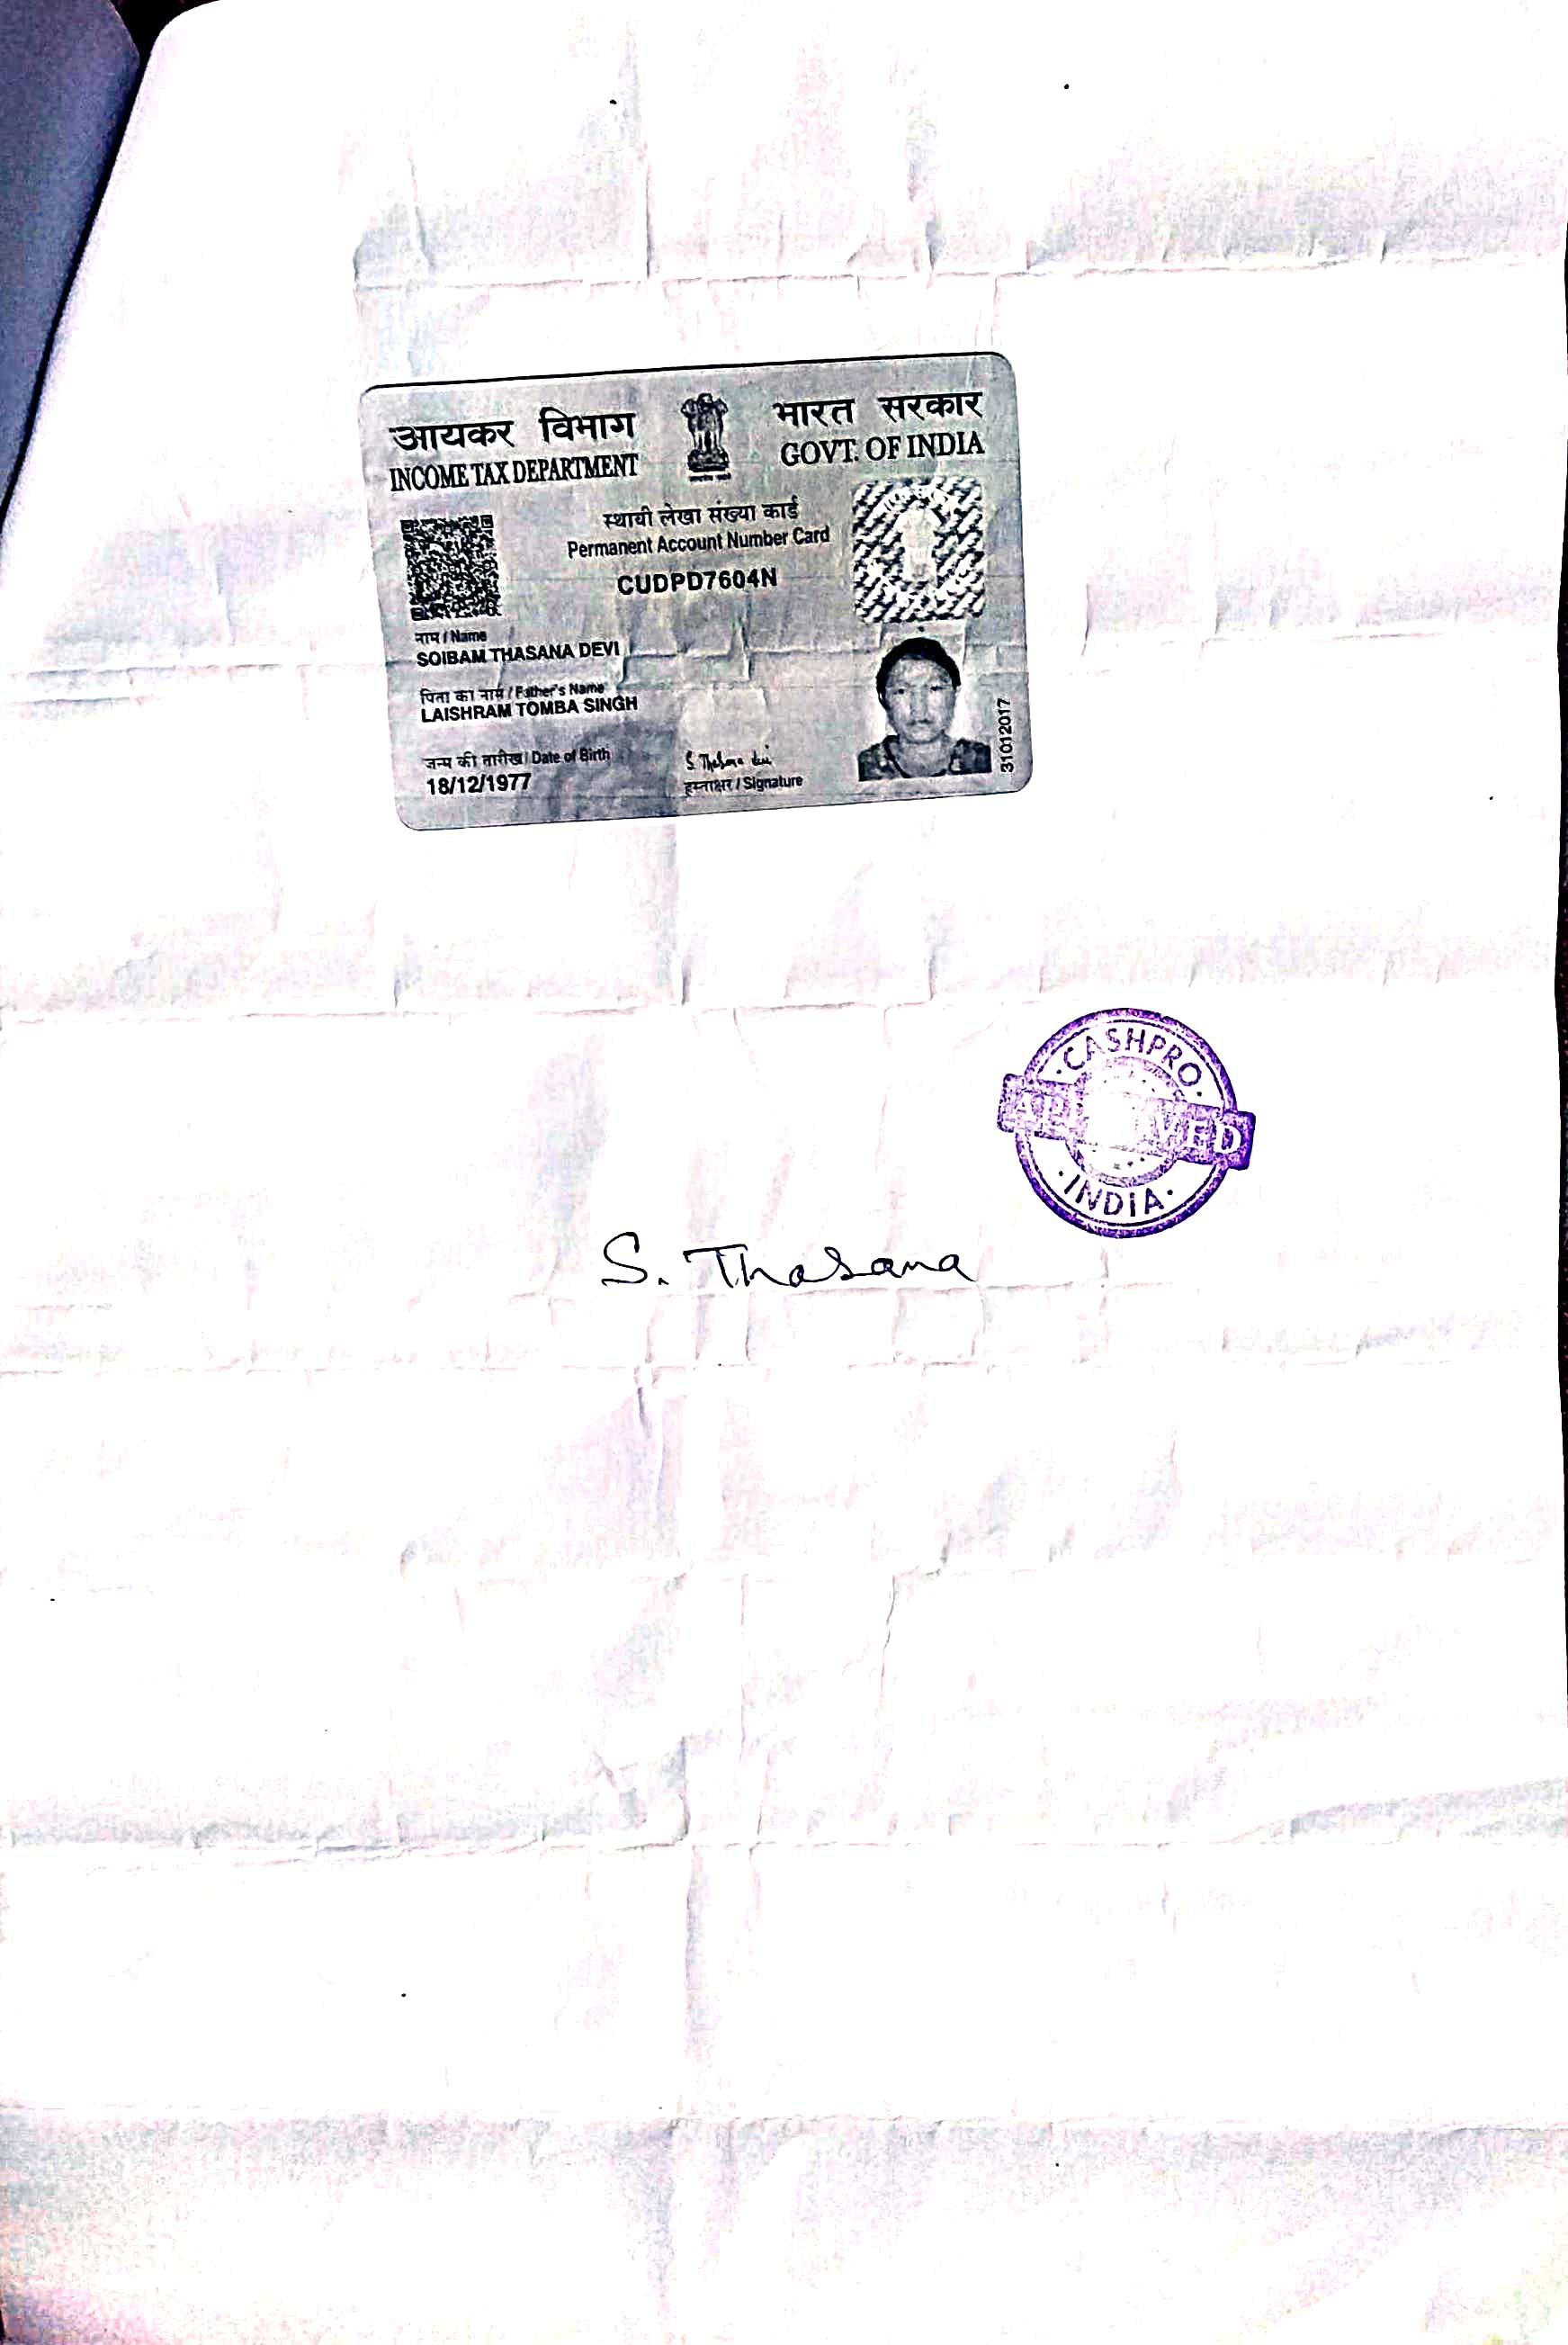 आयकर विभाग
INCOME TAX DEPARTMENT
भारत सरकार
GOVT. OF INDIA
स्थायी लेखा संख्या कार्ड
Permanent Account Number Card
CUDPD7604N
नाम / Name
SOIBAM THASANA DEVI
पिता का नाम / Father's Name
LAISHRAM TOMBA SINGH
जन्म की तारीख / Date of Birth
18/12/1977
S. Thasana devi
हस्ताक्षर / Signature
31012017
CASHPRO
INDIA
S. Thasana